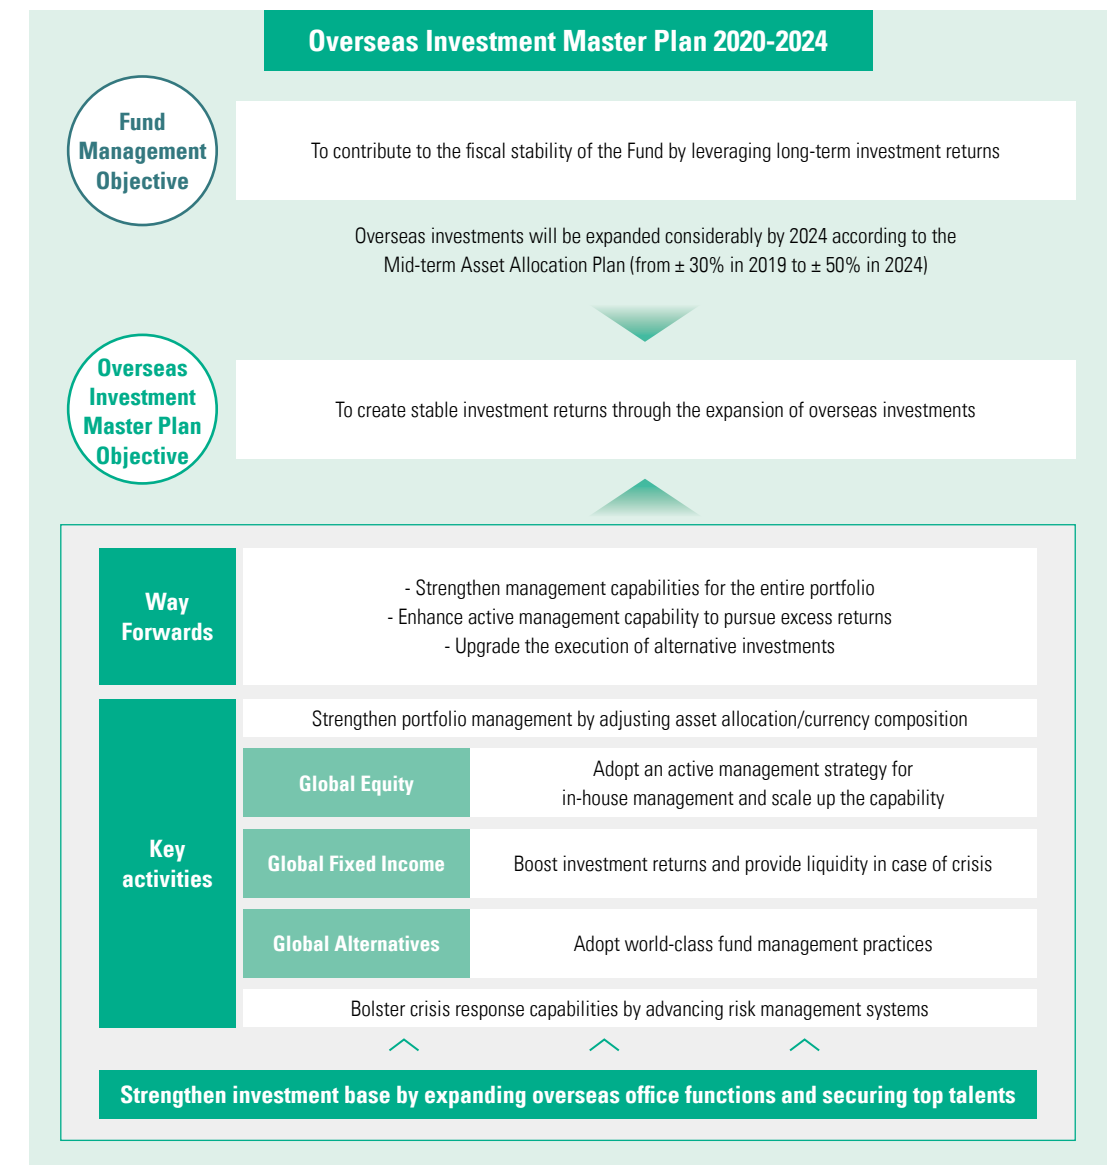 Overseas Investment Master Plan 2020-2024
Fund
Management
Objective
To contribute to the fiscal stability of the Fund by leveraging long-term investment returns
Overseas investments will be expanded considerably by 2024 according to the
Mid-term Asset Allocation Plan (from ± 30% in 2019 to ± 50% in 2024)
Overseas
Investment
Master Plan
Objective
To create stable investment returns through the expansion of overseas investments
Way
Forwards
- Strengthen management capabilities for the entire portfolio
- Enhance active management capability to pursue excess returns
- Upgrade the execution of alternative investments
Key
activities
Strengthen portfolio management by adjusting asset allocation/currency composition
Global Equity
Adopt an active management strategy for
in-house management and scale up the capability
Global Fixed Income
Boost investment returns and provide liquidity in case of crisis
Global Alternatives
Adopt world-class fund management practices
Bolster crisis response capabilities by advancing risk management systems
Strengthen investment base by expanding overseas office functions and securing top talents